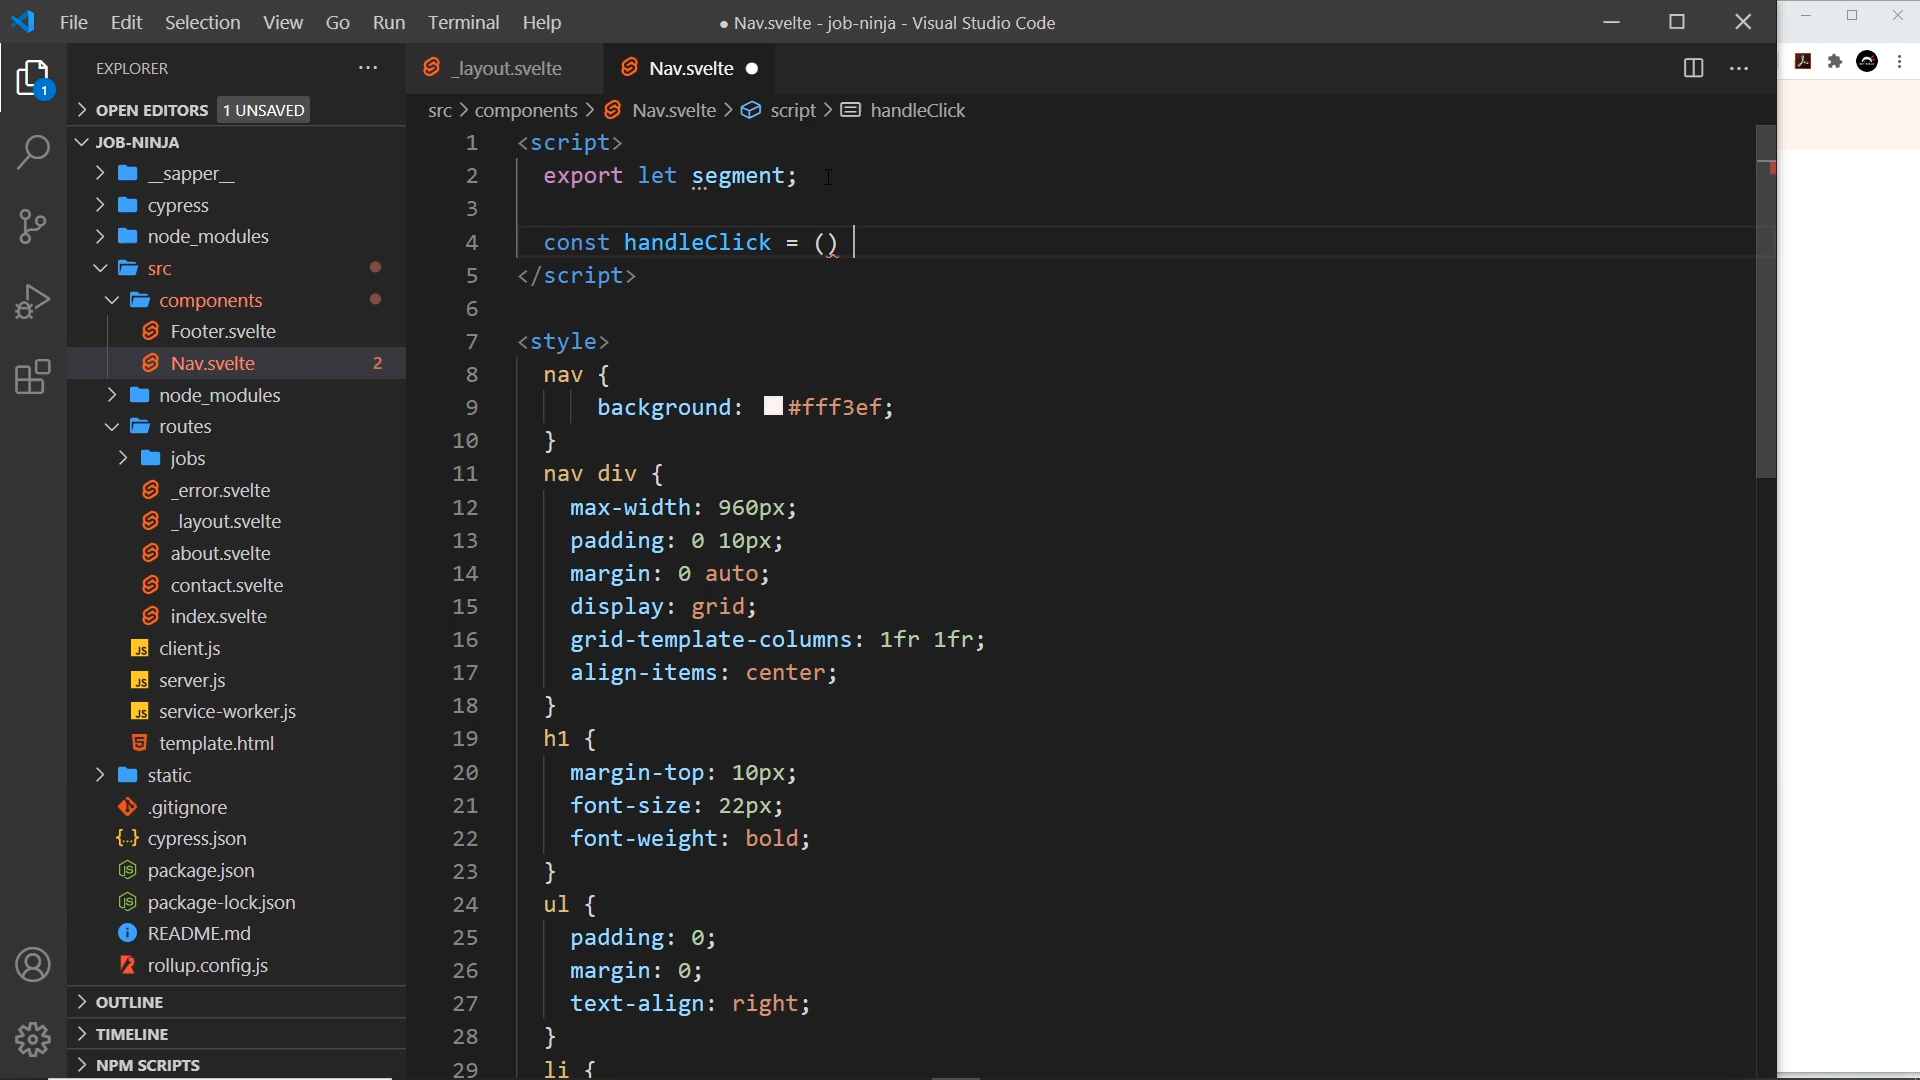 File Edit Selection View Go Run Terminal Help
● Nav.svelte - job-ninja - Visual Studio Code
EXPLORER
OPEN EDITORS 1 UNSAVED
JOB-NINJA
__sapper__
cypress
node_modules
src
components
Footer.svelte
Nav.svelte 2
node_modules
routes
jobs
_error.svelte
_layout.svelte
about.svelte
contact.svelte
index.svelte
JS client.js
JS server.js
JS service-worker.js
template.html
static
.gitignore
cypress.json
package.json
package-lock.json
README.md
rollup.config.js
OUTLINE
TIMELINE
NPM SCRIPTS
1
_layout.svelte Nav.svelte
src > components > Nav.svelte > script > handleClick
1 <script>
2 export let segment;
3
4 const handleClick = ()
5 </script>
6
7 <style>
8 nav {
9 background: #fff3ef;
10 }
11 nav div {
12 max-width: 960px;
13 padding: 0 10px;
14 margin: 0 auto;
15 display: grid;
16 grid-template-columns: 1fr 1fr;
17 align-items: center;
18 }
19 h1 {
20 margin-top: 10px;
21 font-size: 22px;
22 font-weight: bold;
23 }
24 ul {
25 padding: 0;
26 margin: 0;
27 text-align: right;
28 }
29 li {